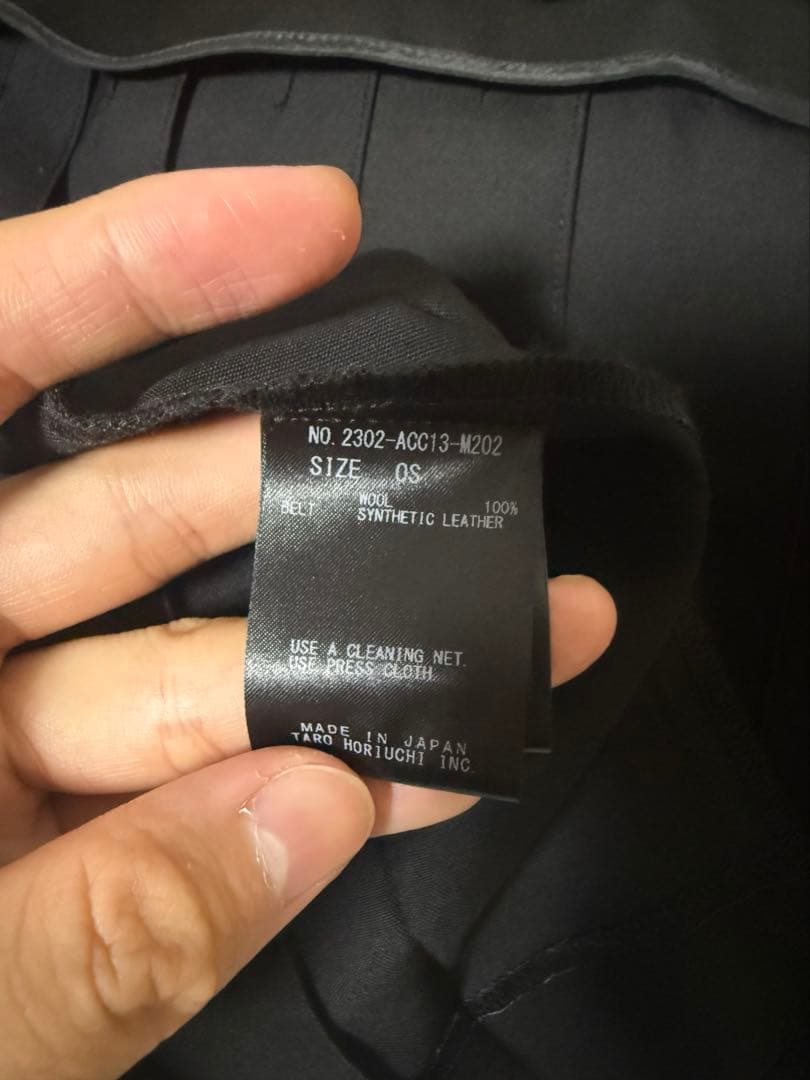 NO. 2302-ACC13-M202
SIZE OS
WOOL 100%
BELT SYNTHETIC LEATHER
USE A CLEANING NET.
USE PRESS CLOTH.
MADE IN JAPAN
TARO HORIUCHI INC.